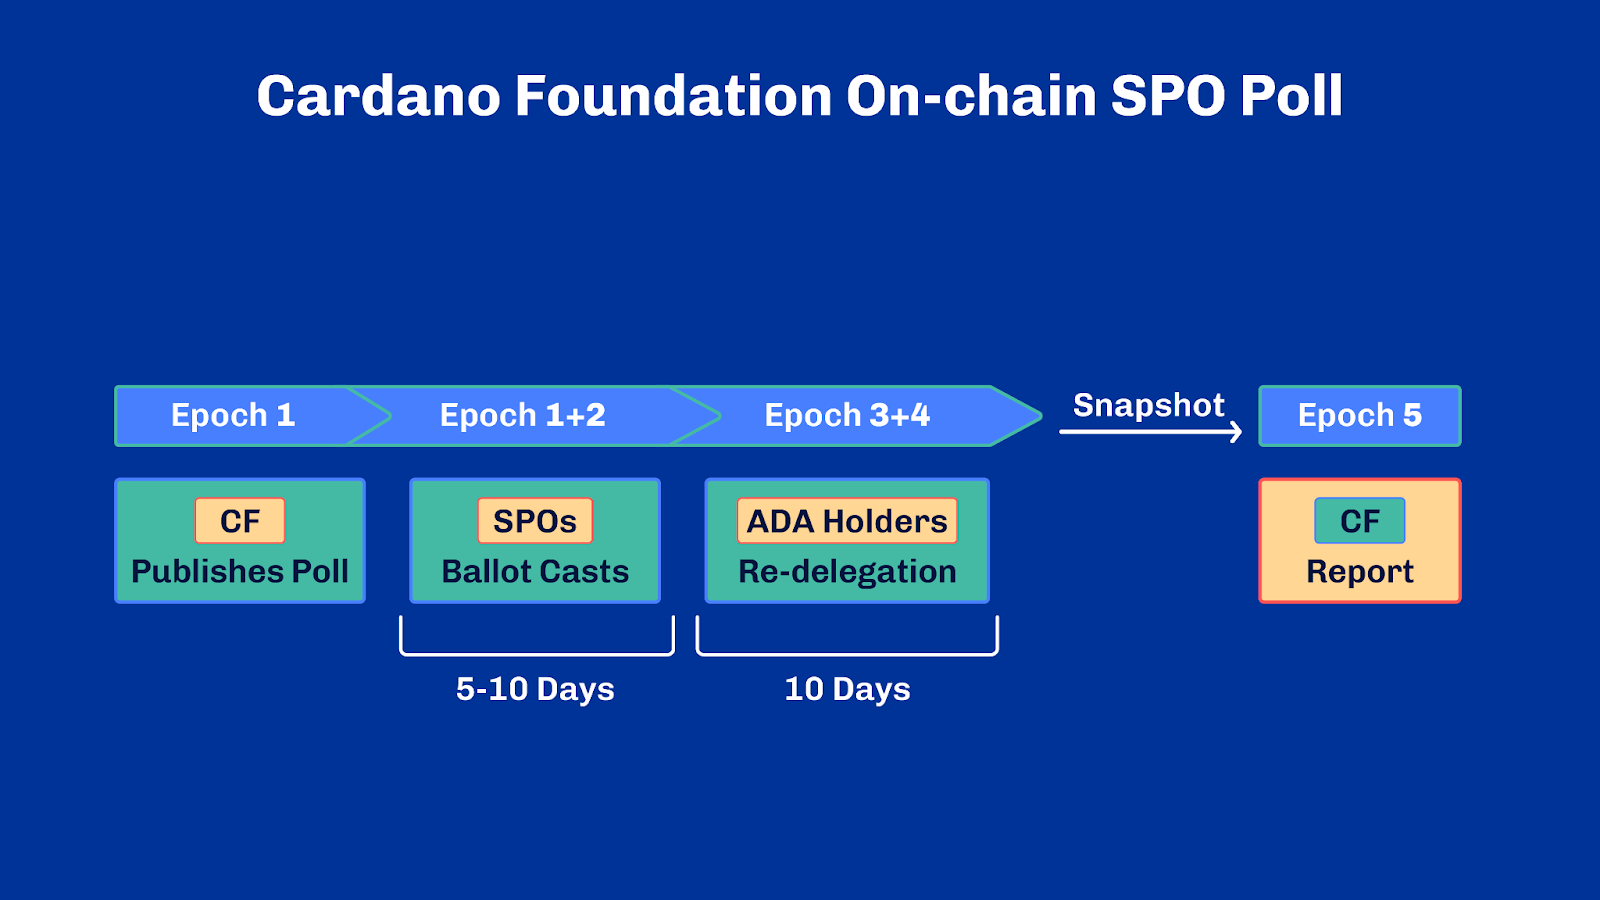 Cardano Foundation On-chain SPO Poll
Epoch 1
Epoch 1+2
Epoch 3+4
Snapshot
Epoch 5
CF
Publishes Poll
SPOs
Ballot Casts
ADA Holders
Re-delegation
CF
Report
5-10 Days
10 Days